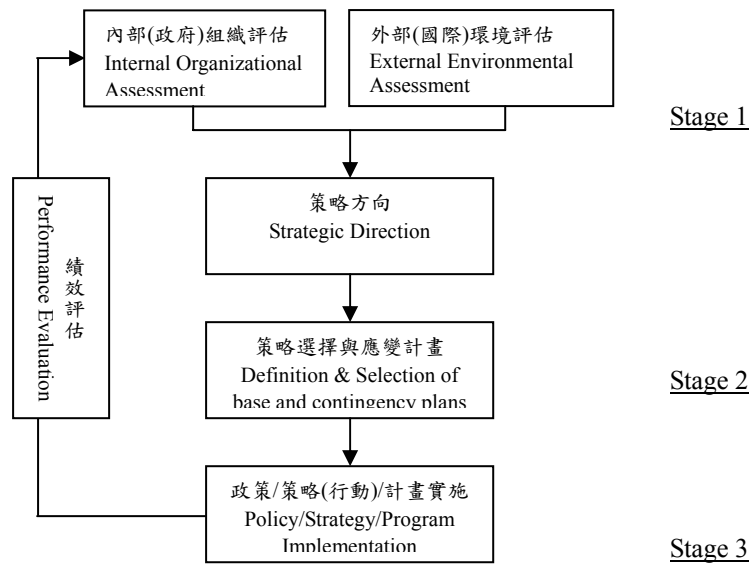 內部(政府)組織評估
Internal Organizational
Assessment
外部(國際)環境評估
External Environmental
Assessment
Stage 1
策略方向
Strategic Direction
績效評估
Performance Evaluation
策略選擇與應變計畫
Definition & Selection of
base and contingency plans
Stage 2
政策/策略(行動)/計畫實施
Policy/Strategy/Program
Implementation
Stage 3